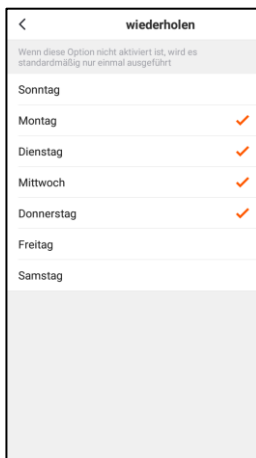 wiederholen
Wenn diese Option nicht aktiviert ist, wird es
standardmäßig nur einmal ausgeführt
Sonntag
Montag
Dienstag
Mittwoch
Donnerstag
Freitag
Samstag